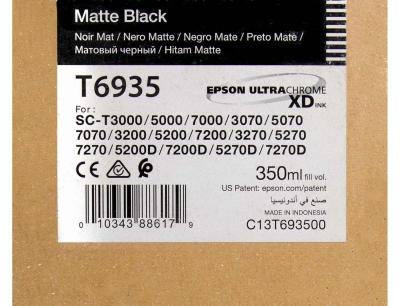 Matte Black
Noir Mat / Nero Matte / Negro Mate / Preto Mate /
Матовый черный / Hitam Matte
T6935
EPSON ULTRACHROME
XD INK
For :
SC-T3000/5000/7000/3070/5070
7070/3200/5200/7200/3270/5270
7270/5200D/7200D/5270D/7270D
CE
350ml fill vol.
US Patent: epson.com/patent
صنع في أندونيسيا
MADE IN INDONESIA
0 10343 88617 9
C13T693500